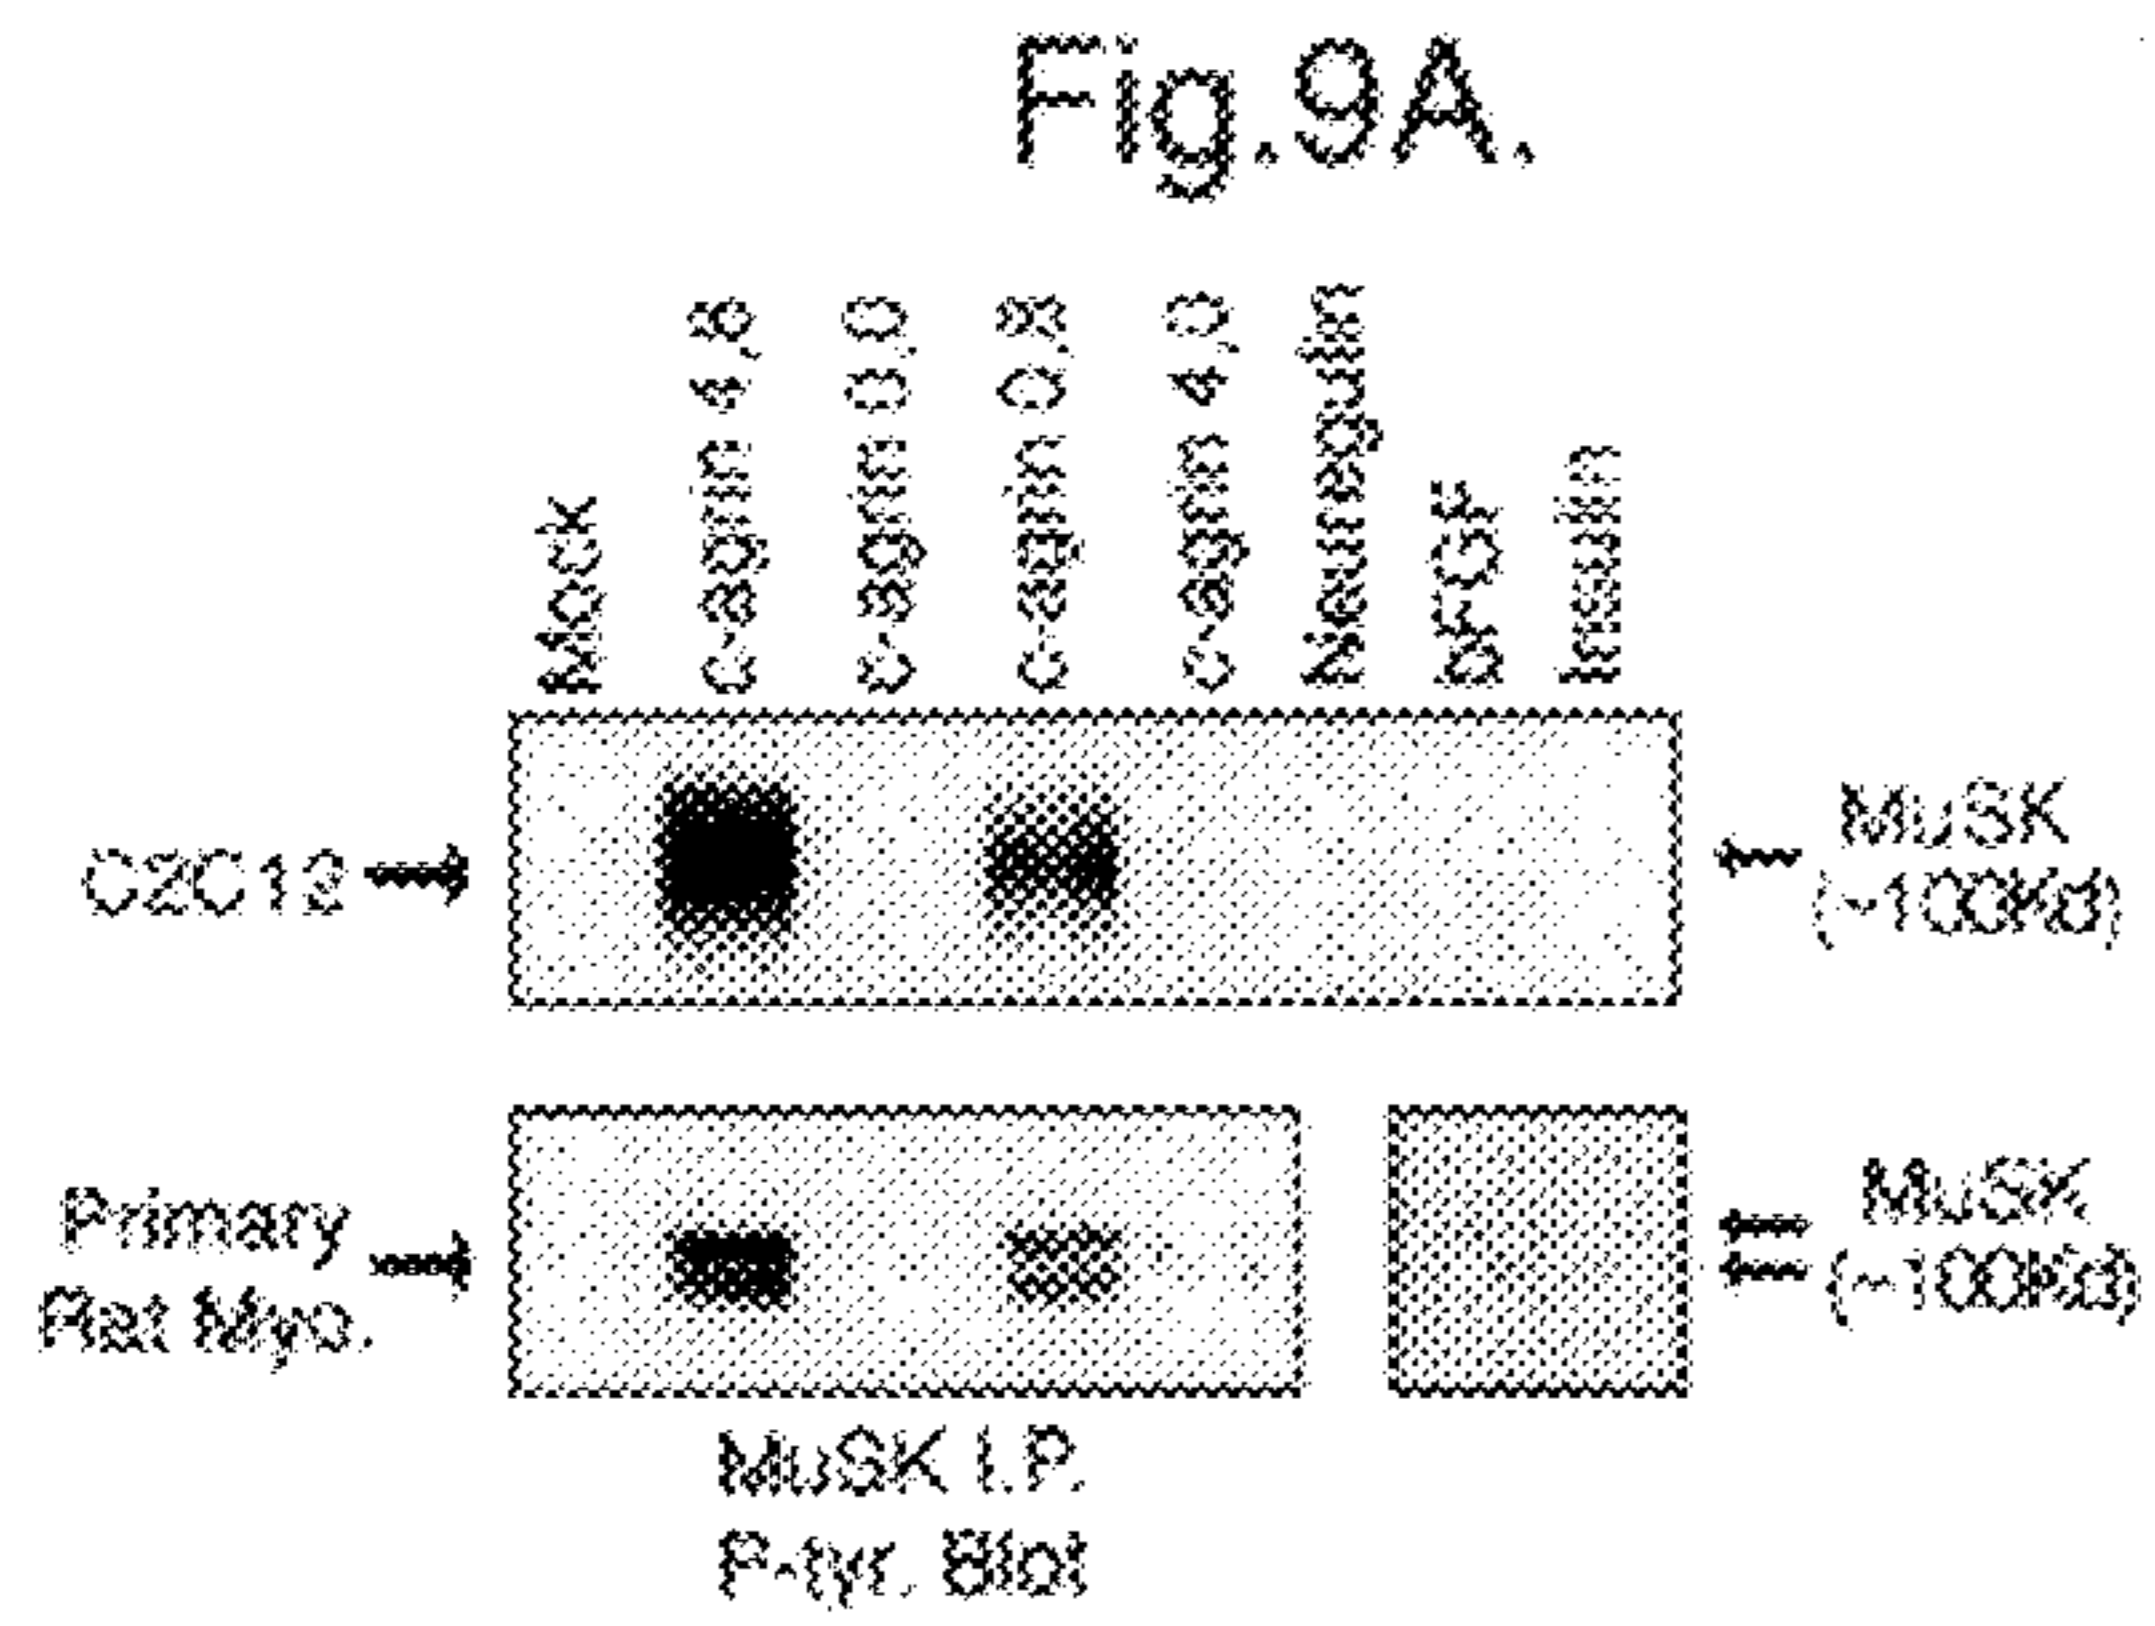 Fig.9A.
Mock
c-agrin 4,8
c-agrin 0,0
c-agrin 0,8
c-agrin 4,0
Neuregulin
bFGF
Insulin
C2C12
MuSK
(~100Kd)
Primary
Rat Myo.
MuSK
(~100Kd)
MuSK I.P.
P-tyr. Blot